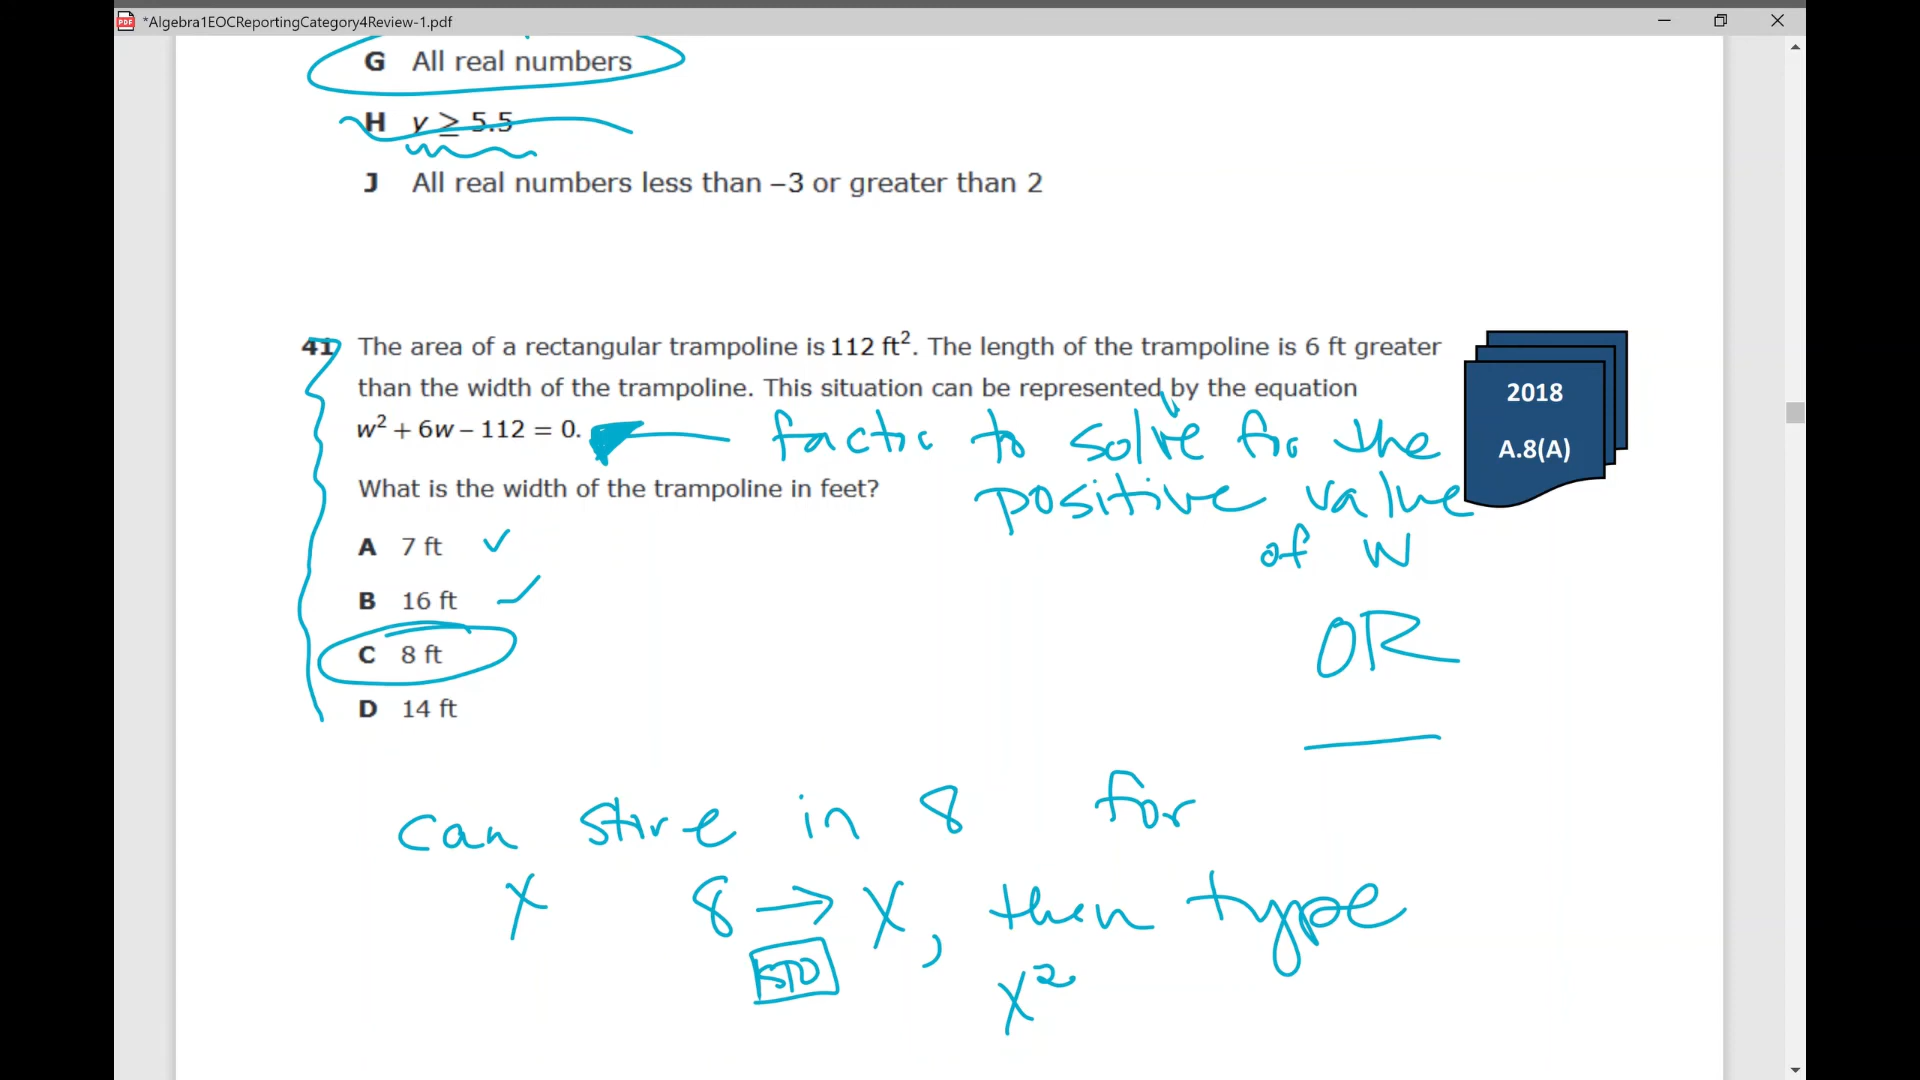 *Algebra1EOCReportingCategory4Review-1.pdf
G All real numbers
H y ≥ 5.5
J All real numbers less than −3 or greater than 2
41 The area of a rectangular trampoline is 112 ft². The length of the trampoline is 6 ft greater
than the width of the trampoline. This situation can be represented by the equation
w² + 6w − 112 = 0.
factor to solve for the
positive value
of W
2018
A.8(A)
What is the width of the trampoline in feet?
A 7 ft
B 16 ft
C 8 ft
D 14 ft
OR
can store in 8 for
X 8 → X, then type
STO
X²